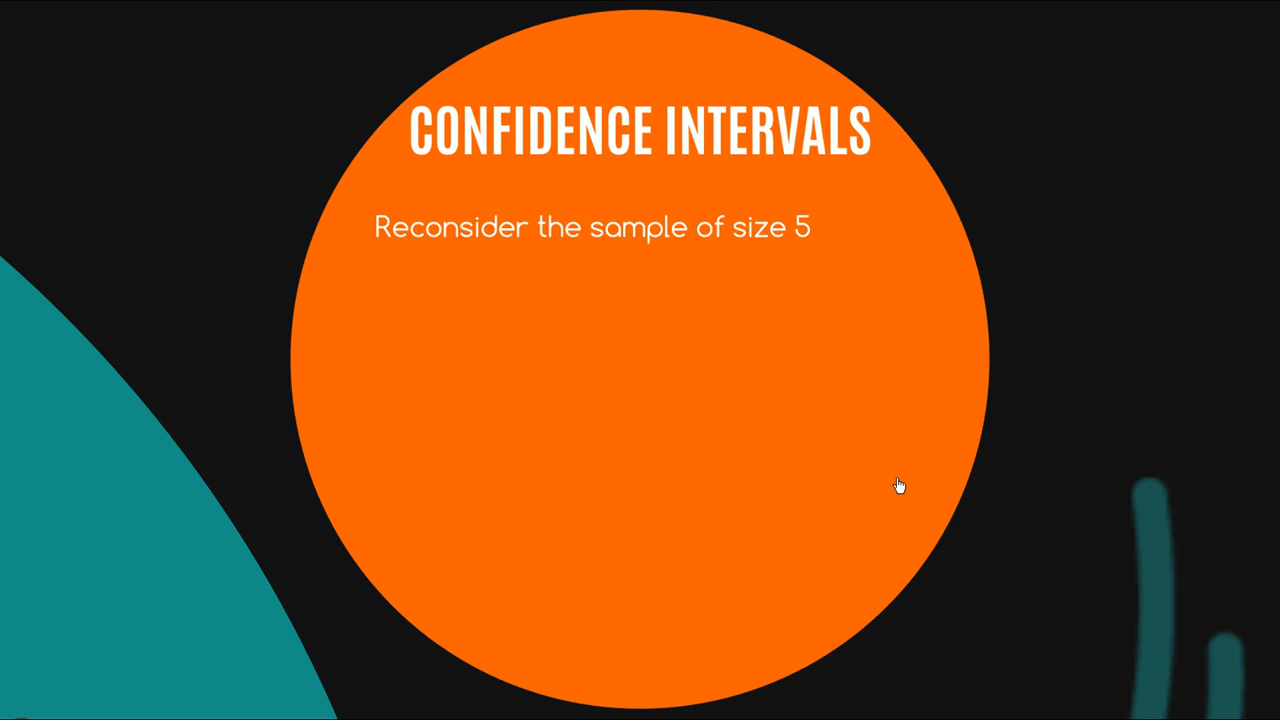 CONFIDENCE INTERVALS
Reconsider the sample of size 5